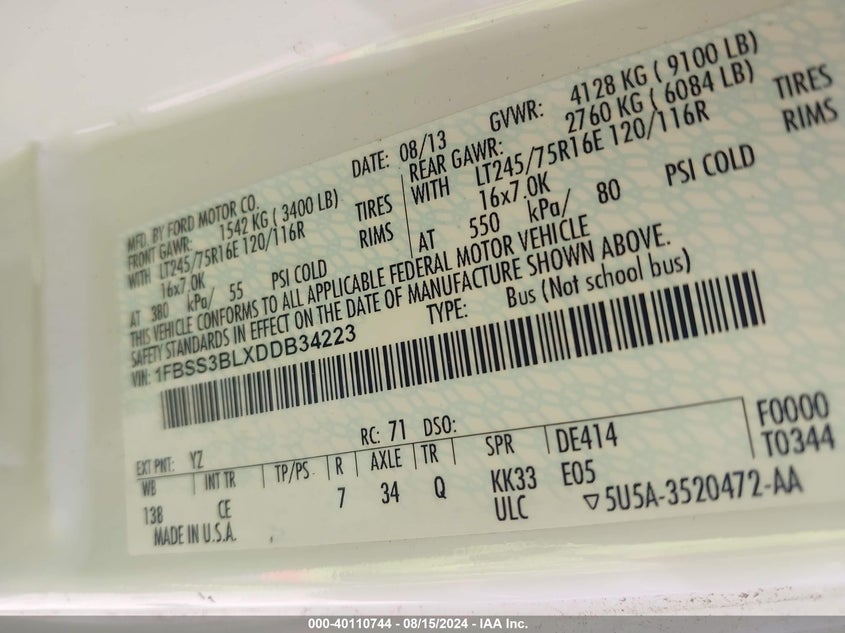 MFD. BY FORD MOTOR CO.
DATE: 08/13 GVWR: 4128 KG ( 9100 LB)
FRONT GAWR: 1542 KG ( 3400 LB)
REAR GAWR: 2760 KG ( 6084 LB)
WITH LT245/75R16E 120/116R TIRES
WITH LT245/75R16E 120/116R TIRES
16x7.0K RIMS
16x7.0K RIMS
AT 380 kPa/ 55 PSI COLD
AT 550 kPa/ 80 PSI COLD
THIS VEHICLE CONFORMS TO ALL APPLICABLE FEDERAL MOTOR VEHICLE
SAFETY STANDARDS IN EFFECT ON THE DATE OF MANUFACTURE SHOWN ABOVE.
VIN: 1FBSS3BLXDDB34223 TYPE: Bus (Not school bus)
EXT PNT: YZ RC: 71 DSO:
WB INT TR TP/PS R AXLE TR SPR DE414 F0000
138 CE 7 34 Q KK33 E05 T0344
MADE IN U.S.A. ULC ▽5U5A-3520472-AA
000-40110744 - 08/15/2024 - IAA Inc.